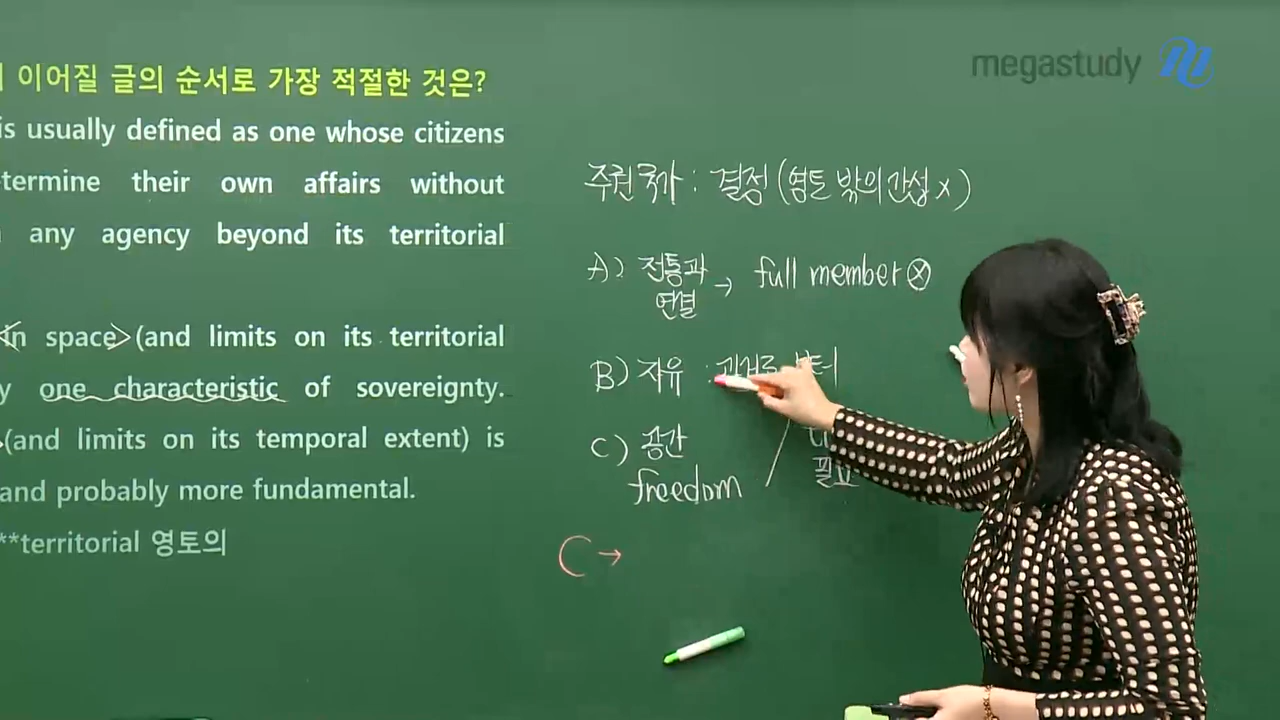 megastudy
이어질 글의 순서로 가장 적절한 것은?
is usually defined as one whose citizens
termine their own affairs without
any agency beyond its territorial
in space (and limits on its territorial
y one characteristic of sovereignty.
(and limits on its temporal extent) is
and probably more fundamental.
**territorial 영토의
주권국가 : 결정 (영토 밖의 간섭 x)
A) 전통과 연결 → full member ⓧ
B) 자유 :
C) 공간
freedom / 필요
C →